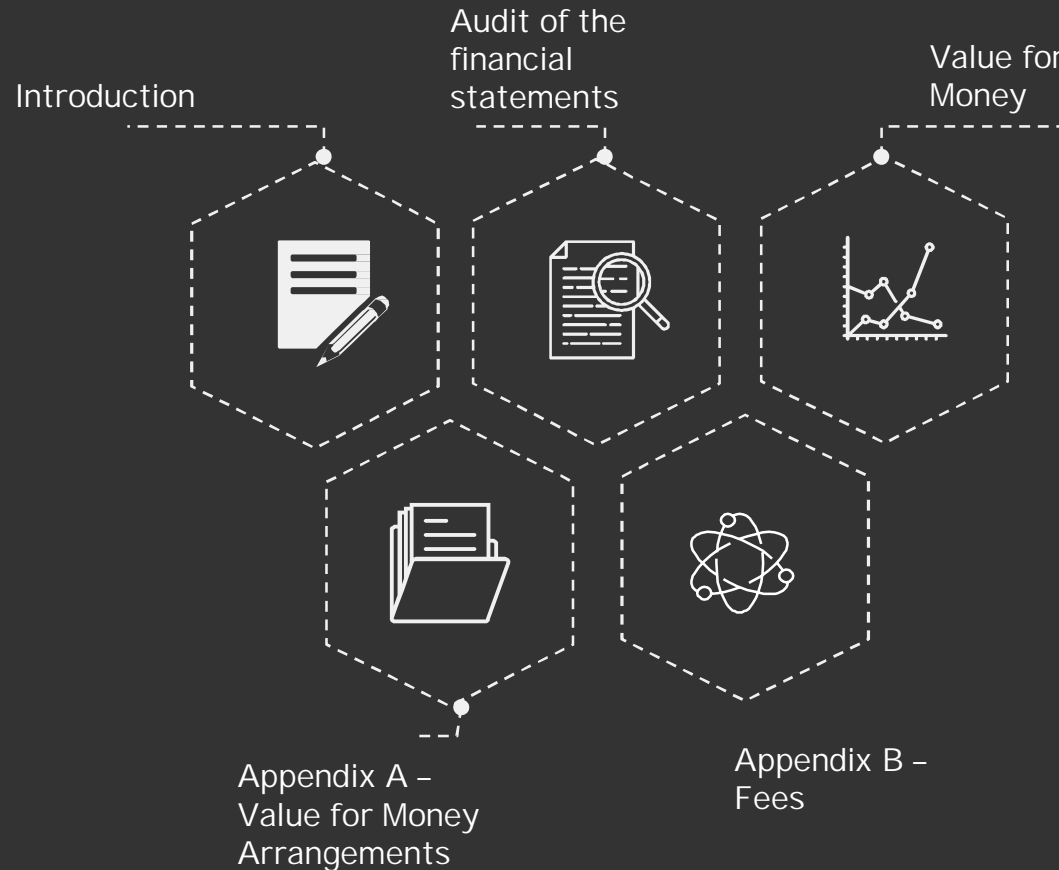 Introduction
Audit of the
financial
statements
Value for
Money
Appendix A –
Value for Money
Arrangements
Appendix B –
Fees